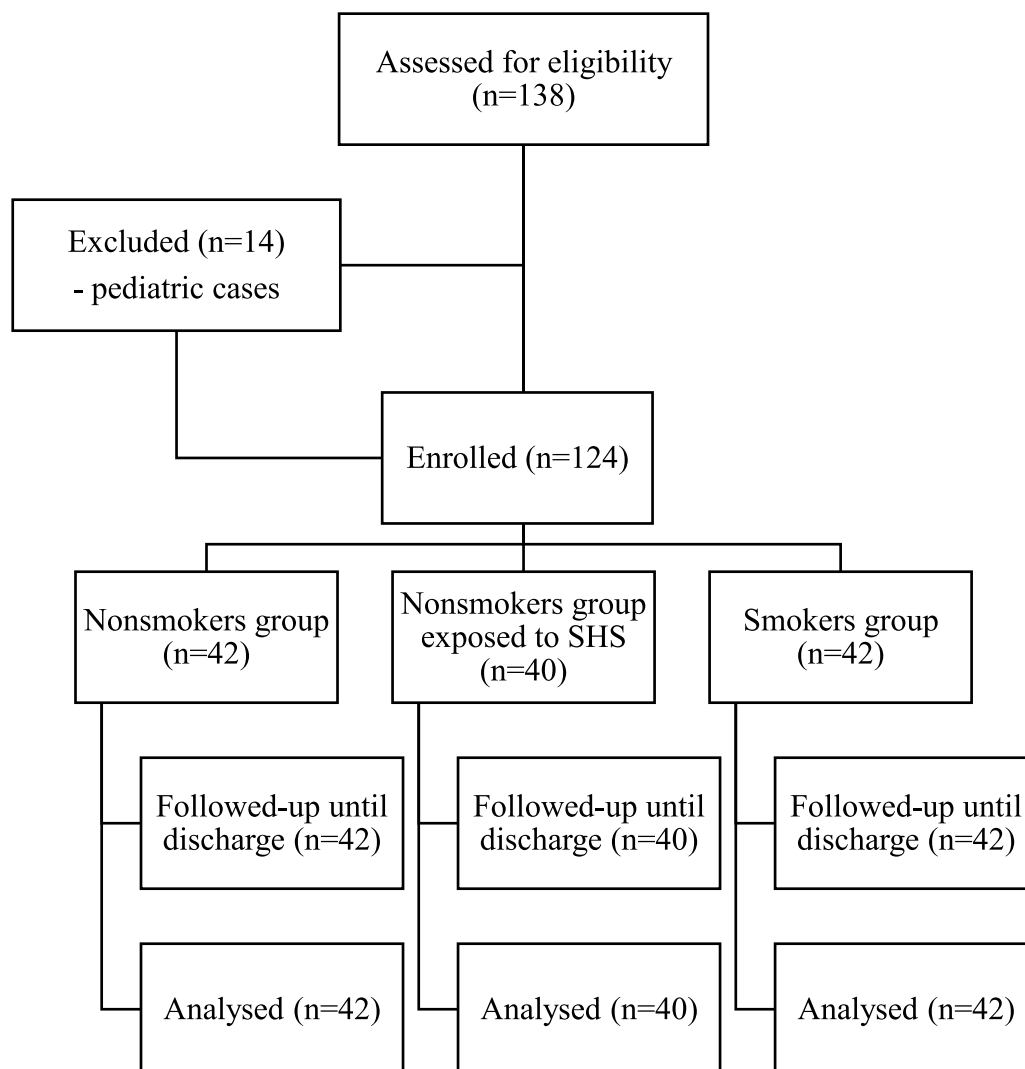 Assessed for eligibility
(n=138)
Excluded (n=14)
- pediatric cases
Enrolled (n=124)
Nonsmokers group
(n=42)
Nonsmokers group
exposed to SHS
(n=40)
Smokers group
(n=42)
Followed-up until
discharge (n=42)
Followed-up until
discharge (n=40)
Followed-up until
discharge (n=42)
Analysed (n=42)
Analysed (n=40)
Analysed (n=42)